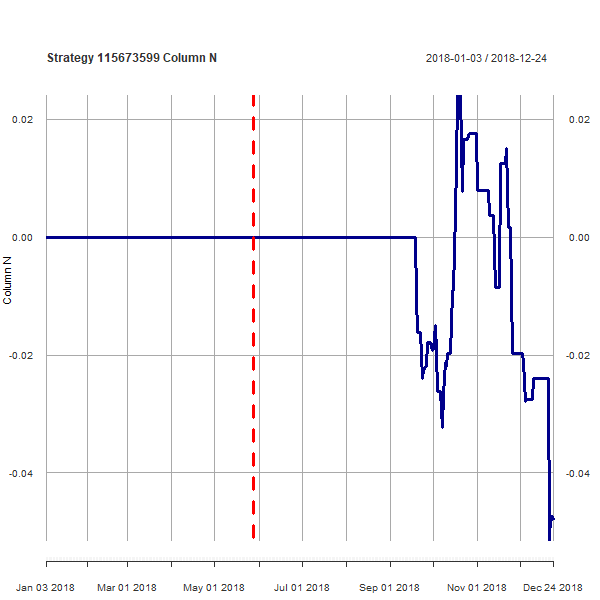 Strategy 115673599 Column N
2018-01-03 / 2018-12-24
0.02
0.02
0.00
0.00
Column N
-0.02
-0.02
-0.04
-0.04
Jan 03 2018
Mar 01 2018
May 01 2018
Jul 01 2018
Sep 01 2018
Nov 01 2018
Dec 24 2018